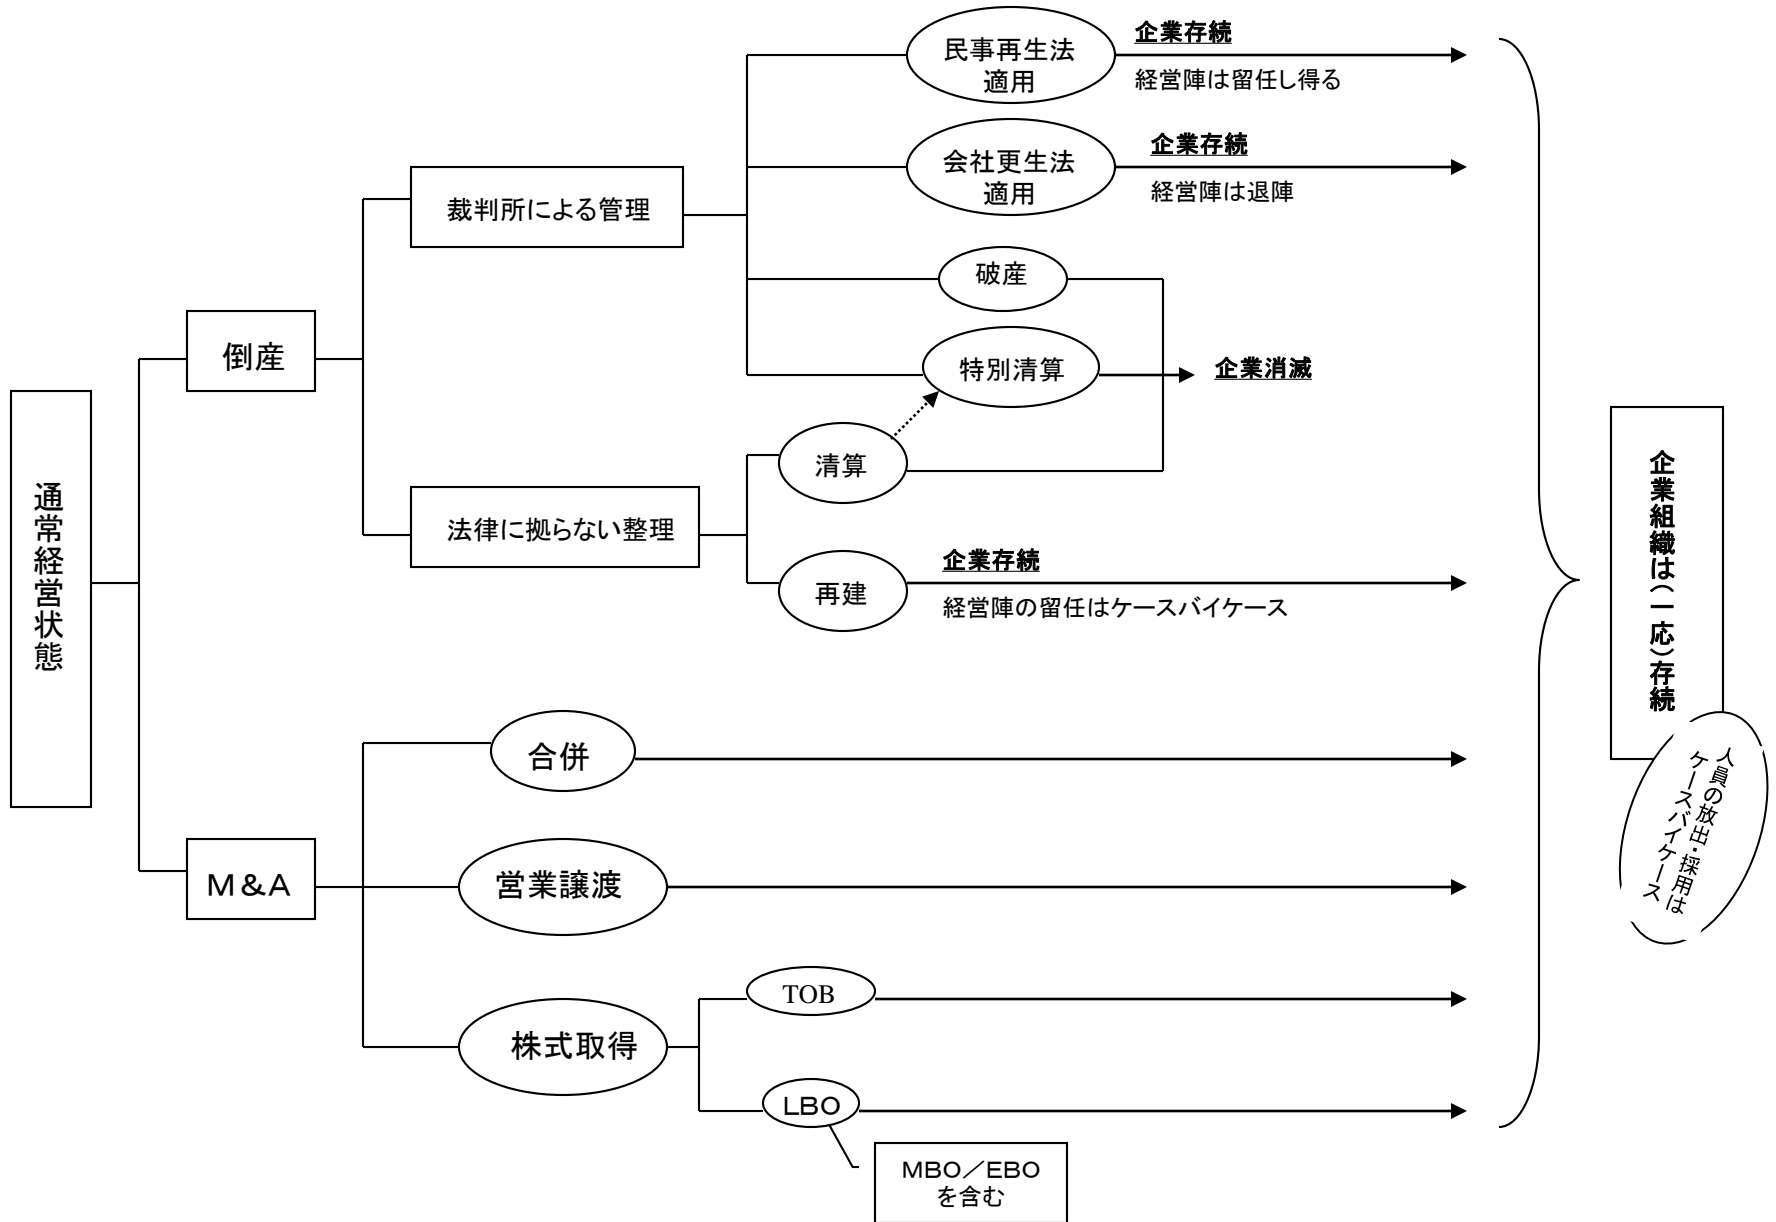 民事再生法
適用
企業存続
経営陣は留任し得る
会社更生法
適用
企業存続
経営陣は退陣
裁判所による管理
破産
倒産
特別清算
企業消滅
清算
通常経営状態
法律に拠らない整理
再建
企業存続
経営陣の留任はケースバイケース
企業組織は（一応）存続
人員の放出・採用は
ケースバイケース
合併
M&A
営業譲渡
株式取得
TOB
LBO
MBO／EBO
を含む